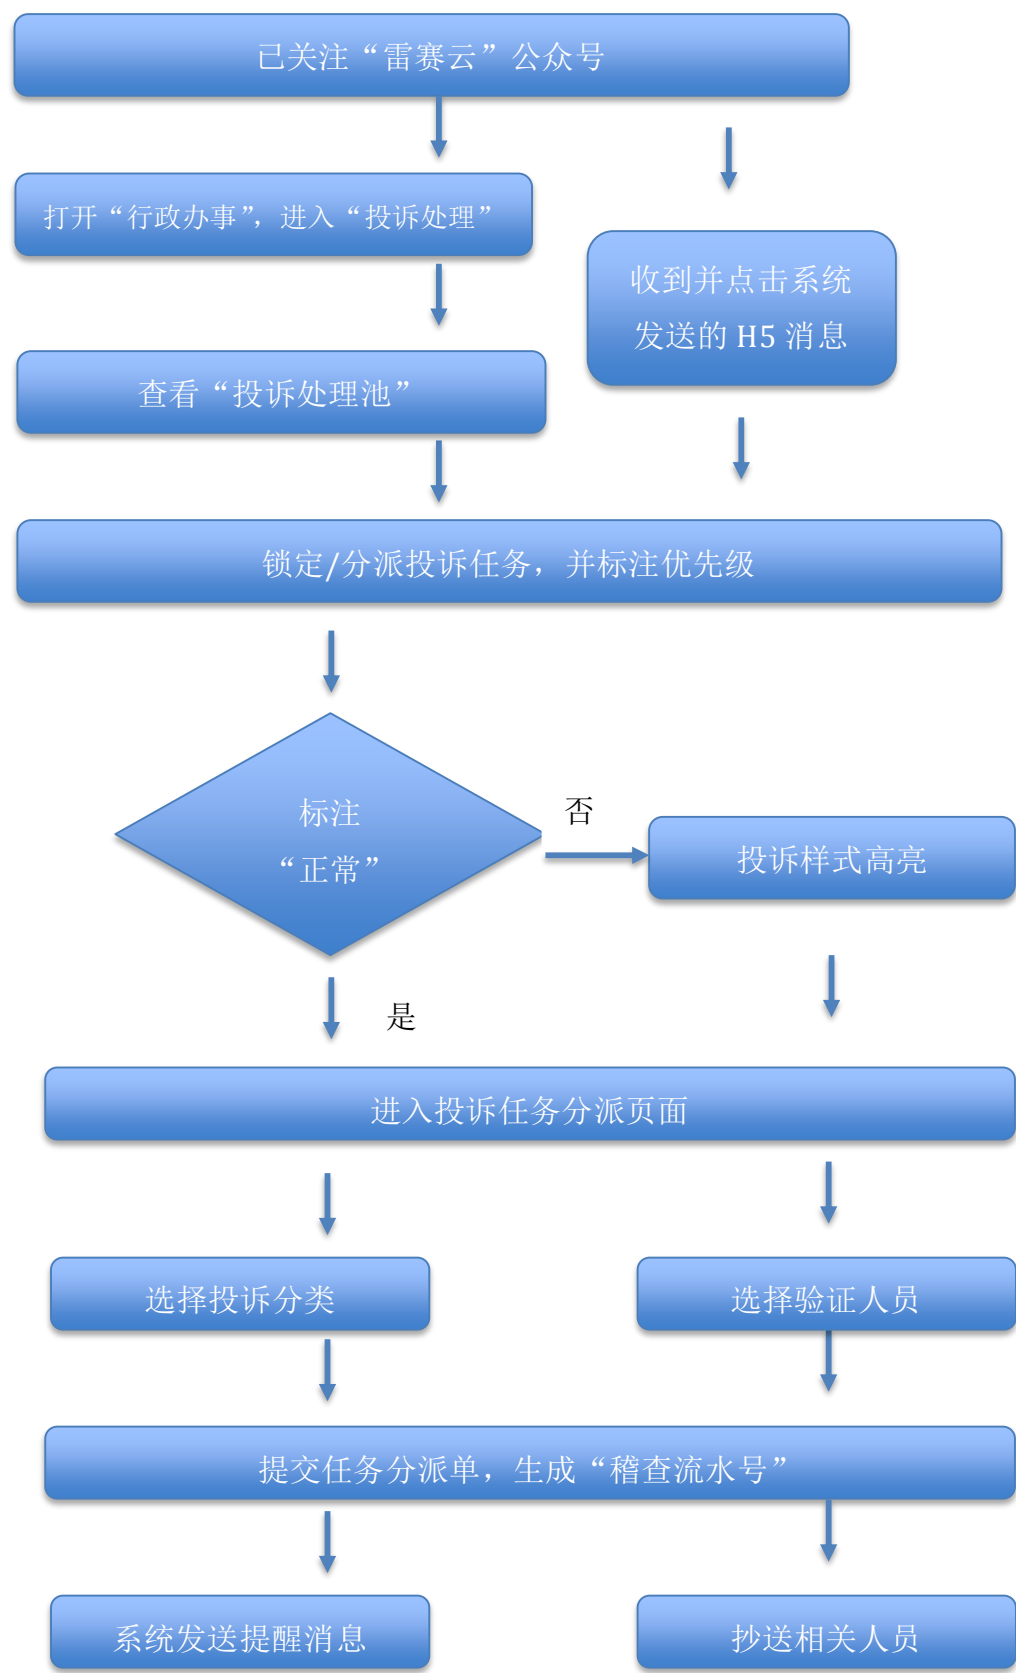 已关注“雷赛云”公众号
打开“行政办事”，进入“投诉处理”
收到并点击系统
发送的 H5 消息
查看“投诉处理池”
锁定/分派投诉任务，并标注优先级
标注
“正常”
否
投诉样式高亮
是
进入投诉任务分派页面
选择投诉分类
选择验证人员
提交任务分派单，生成“稽查流水号”
系统发送提醒消息
抄送相关人员